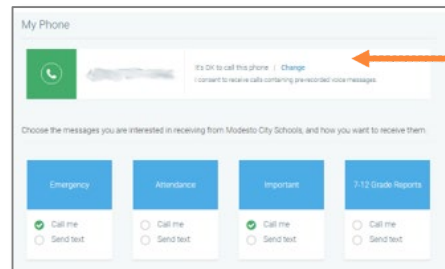 My Phone
It's OK to call this phone | Change
I consent to receive calls containing pre-recorded voice messages.
Choose the messages you are interested in receiving from Modesto City Schools, and how you want to receive them.
Emergency Attendance Important 7-12 Grade Reports
Call me Call me Call me Call me
Send text Send text Send text Send text